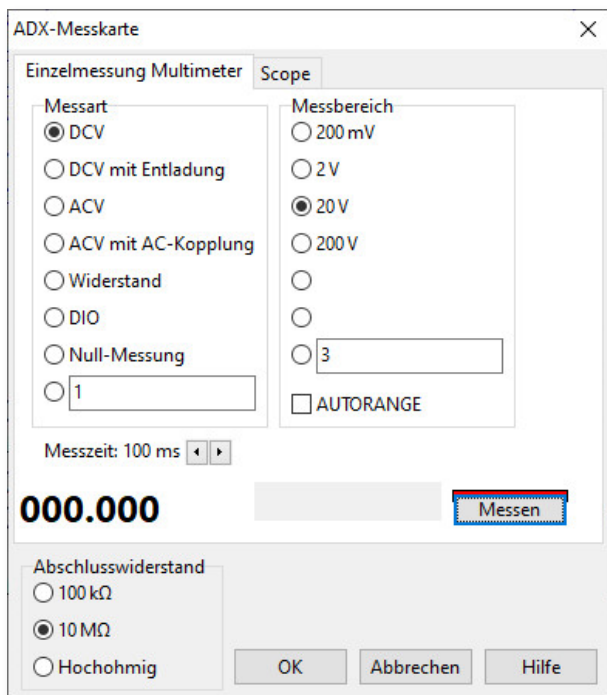 ADX-Messkarte
Einzelmessung Multimeter
Scope
Messart
DCV
DCV mit Entladung
ACV
ACV mit AC-Kopplung
Widerstand
DIO
Null-Messung
1
Messbereich
200 mV
2 V
20 V
200 V
3
AUTORANGE
Messzeit: 100 ms
000.000
Messen
Abschlusswiderstand
100 kΩ
10 MΩ
Hochohmig
OK
Abbrechen
Hilfe